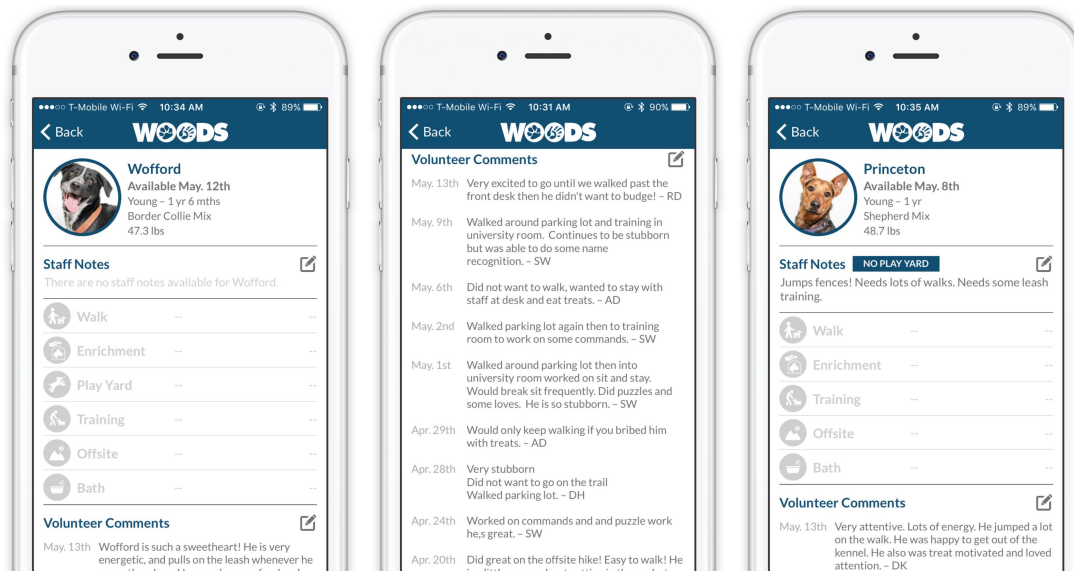 ●●●○○ T-Mobile Wi-Fi 10:34 AM 89%
Back WOODS
Wofford
Available May. 12th
Young – 1 yr 6 mths
Border Collie Mix
47.3 lbs
Staff Notes
There are no staff notes available for Wofford.
Walk -- --
Enrichment -- --
Play Yard -- --
Training -- --
Offsite -- --
Bath -- --
Volunteer Comments
May. 13th Wofford is such a sweetheart! He is very
energetic, and pulls on the leash whenever he
●●●○○ T-Mobile Wi-Fi 10:31 AM 90%
Back WOODS
Volunteer Comments
May. 13th Very excited to go until we walked past the
front desk then he didn't want to budge! – RD
May. 9th Walked around parking lot and training in
university room. Continues to be stubborn
but was able to do some name
recognition. – SW
May. 6th Did not want to walk, wanted to stay with
staff at desk and eat treats. – AD
May. 2nd Walked parking lot again then to training
room to work on some commands. – SW
May. 1st Walked around parking lot then into
university room worked on sit and stay.
Would break sit frequently. Did puzzles and
some loves. He is so stubborn. – SW
Apr. 29th Would only keep walking if you bribed him
with treats. – AD
Apr. 28th Very stubborn
Did not want to go on the trail
Walked parking lot. – DH
Apr. 24th Worked on commands and and puzzle work
he,s great. – SW
Apr. 20th Did great on the offsite hike! Easy to walk! He
●●●○○ T-Mobile Wi-Fi 10:35 AM 89%
Back WOODS
Princeton
Available May. 8th
Young – 1 yr
Shepherd Mix
48.7 lbs
Staff Notes NO PLAY YARD
Jumps fences! Needs lots of walks. Needs some leash
training.
Walk -- --
Enrichment -- --
Training -- --
Offsite -- --
Bath -- --
Volunteer Comments
May. 13th Very attentive. Lots of energy. He jumped a lot
on the walk. He was happy to get out of the
kennel. He also was treat motivated and loved
attention. – DK